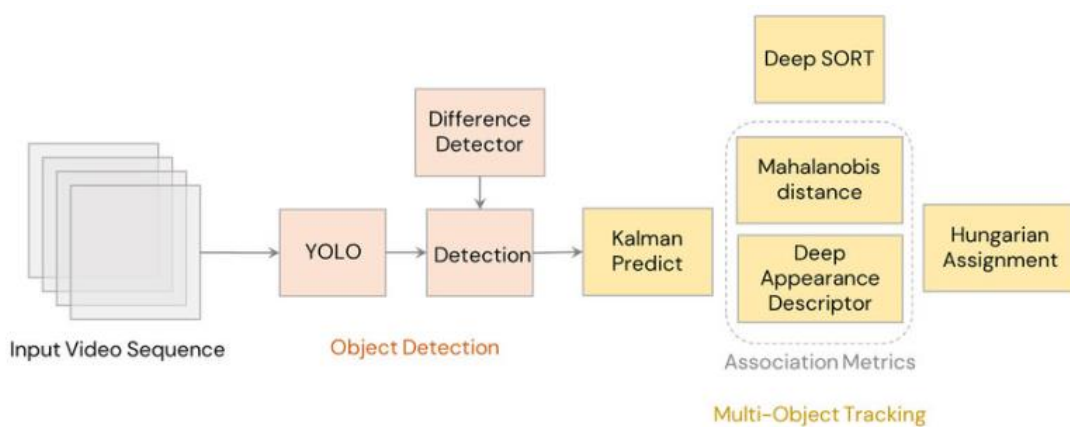 Deep SORT
Difference
Detector
Mahalanobis
distance
YOLO
Detection
Kalman
Predict
Deep
Appearance
Descriptor
Hungarian
Assignment
Input Video Sequence
Object Detection
Association Metrics
Multi-Object Tracking